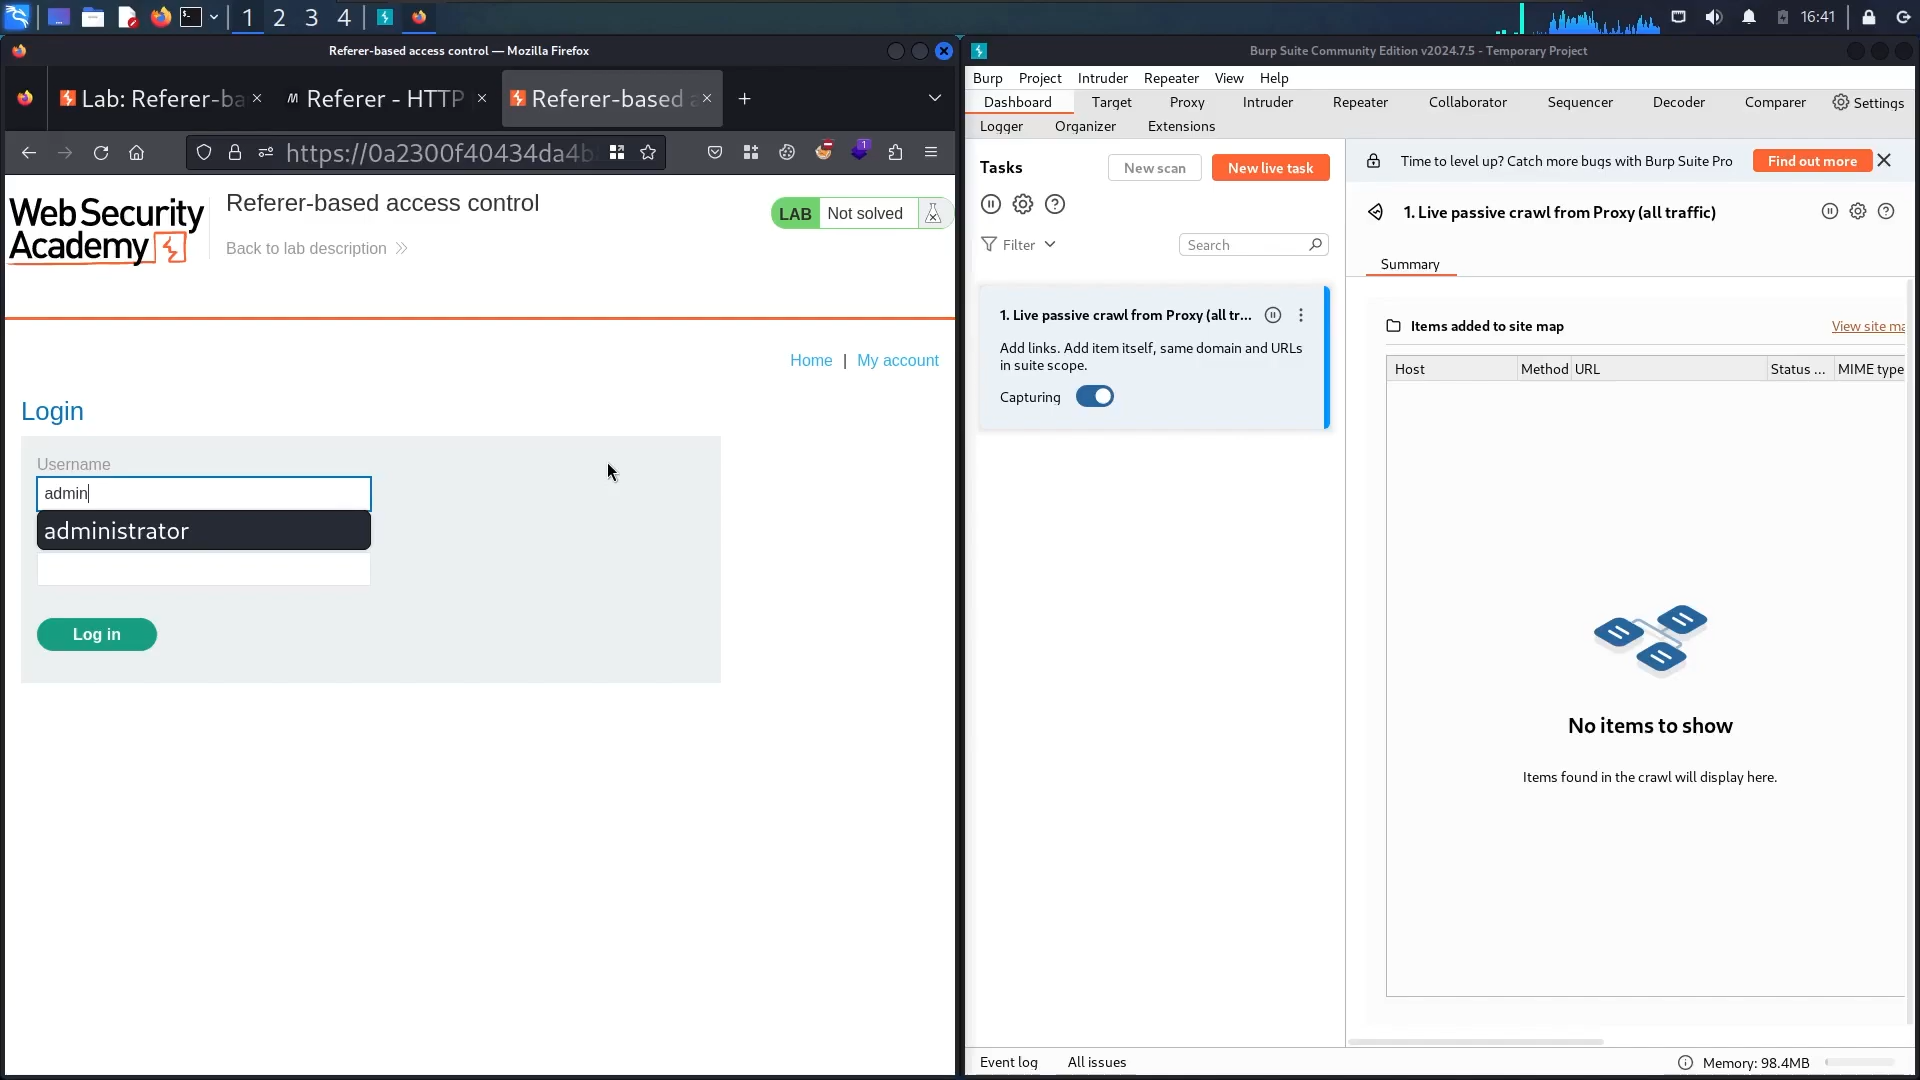 1 2 3 4
16:41
Referer-based access control — Mozilla Firefox
Lab: Referer-ba
Referer - HTTP
Referer-based a
https://0a2300f40434da4b
1
Web Security
Academy
Referer-based access control
Back to lab description
LAB
Not solved
Home | My account
Login
Username
admin
administrator
Log in
Burp Suite Community Edition v2024.7.5 - Temporary Project
Burp Project Intruder Repeater View Help
Dashboard Target Proxy Intruder Repeater Collaborator Sequencer Decoder Comparer Settings
Logger Organizer Extensions
Tasks
New scan
New live task
Filter
Search
1. Live passive crawl from Proxy (all tr...
Add links. Add item itself, same domain and URLs
in suite scope.
Capturing
Time to level up? Catch more bugs with Burp Suite Pro
Find out more
1. Live passive crawl from Proxy (all traffic)
Summary
Items added to site map
View site ma
Host Method URL Status ... MIME type
No items to show
Items found in the crawl will display here.
Event log All issues
Memory: 98.4MB